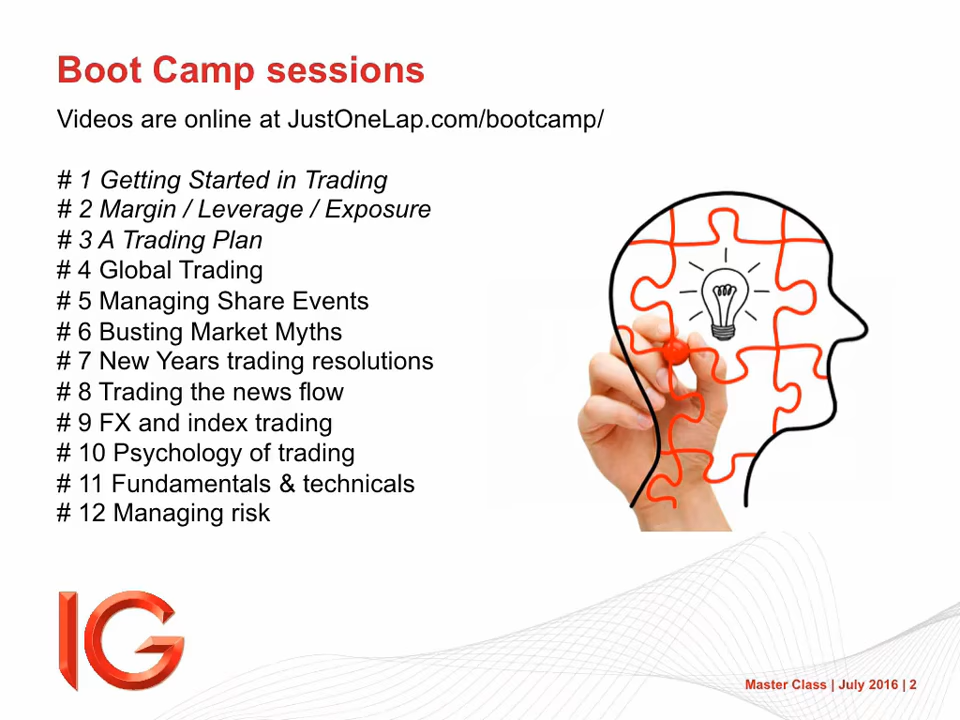 Boot Camp sessions
Videos are online at JustOneLap.com/bootcamp/
# 1 Getting Started in Trading
# 2 Margin / Leverage / Exposure
# 3 A Trading Plan
# 4 Global Trading
# 5 Managing Share Events
# 6 Busting Market Myths
# 7 New Years trading resolutions
# 8 Trading the news flow
# 9 FX and index trading
# 10 Psychology of trading
# 11 Fundamentals & technicals
# 12 Managing risk
IG
Master Class | July 2016 | 2